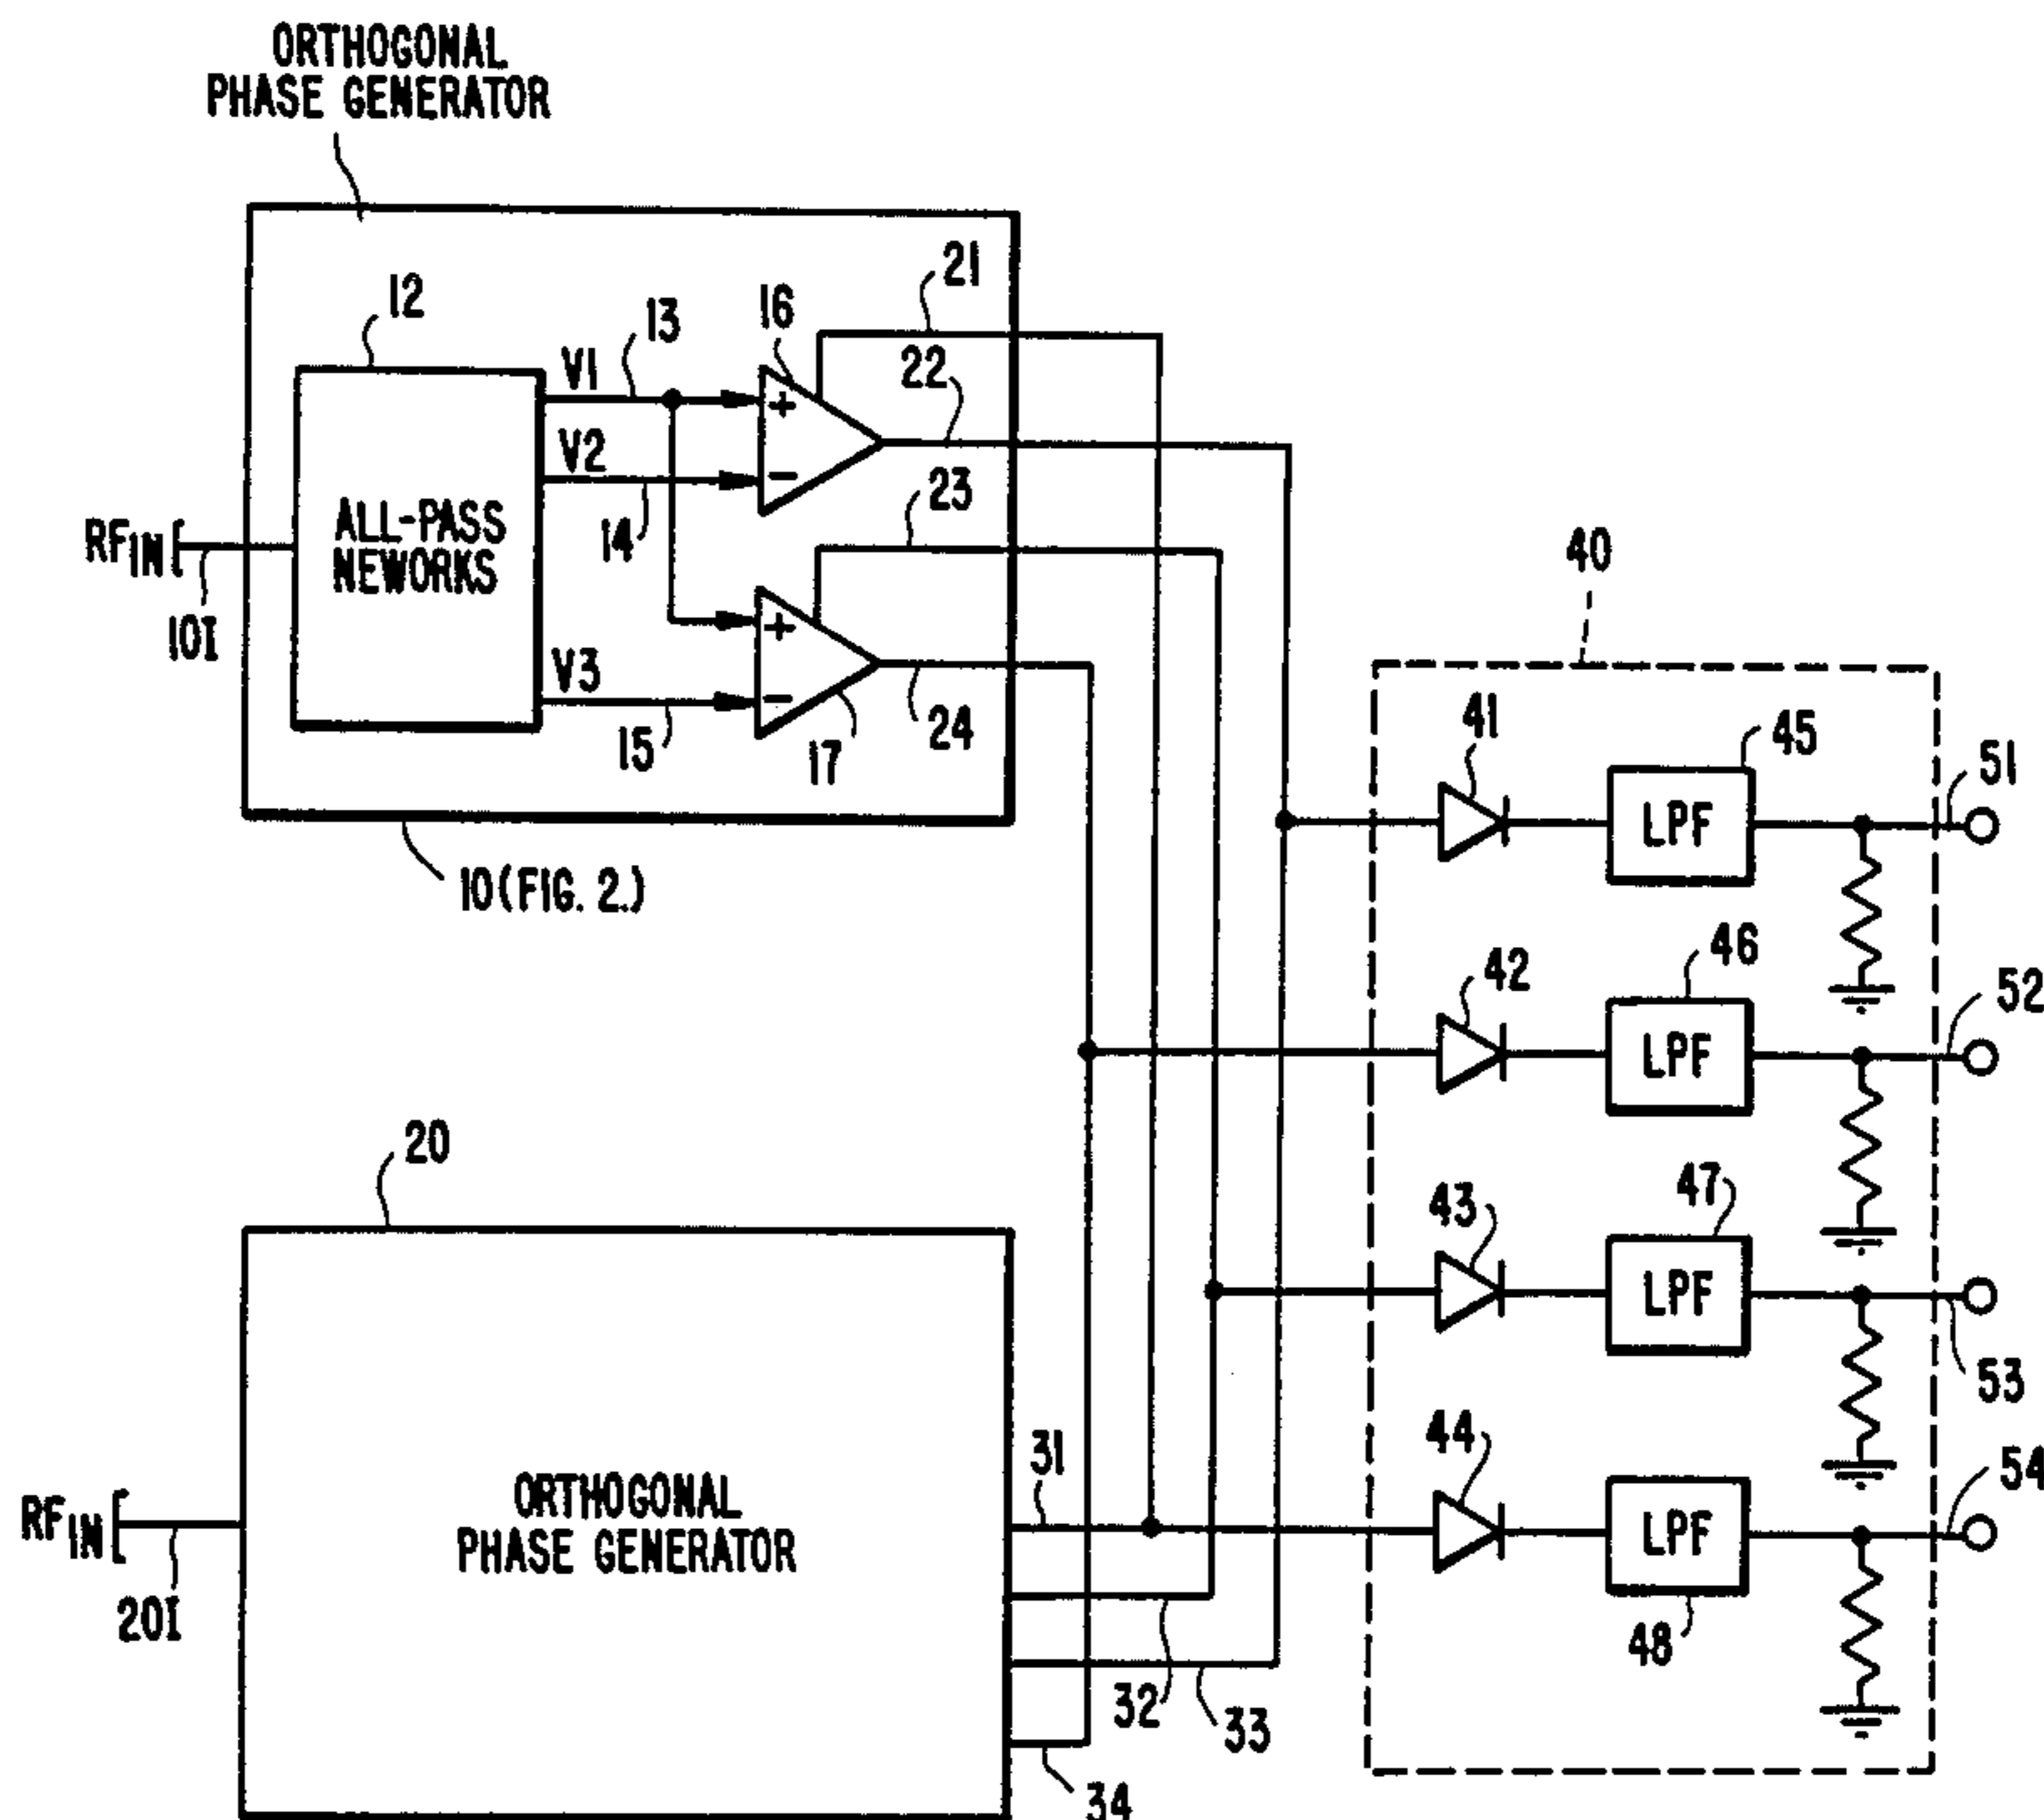 ORTHOGONAL
PHASE GENERATOR
21
12
13
16
V1
22
V2
23
ALL-PASS
NEWORKS
14
RFIN
10I
40
V3
15
17
24
41
45
51
LPF
10(FIG. 2.)
42
46
52
LPF
20
43
47
LPF
53
44
31
54
ORTHOGONAL
PHASE GENERATOR
LPF
RFIN
20I
48
32
33
34